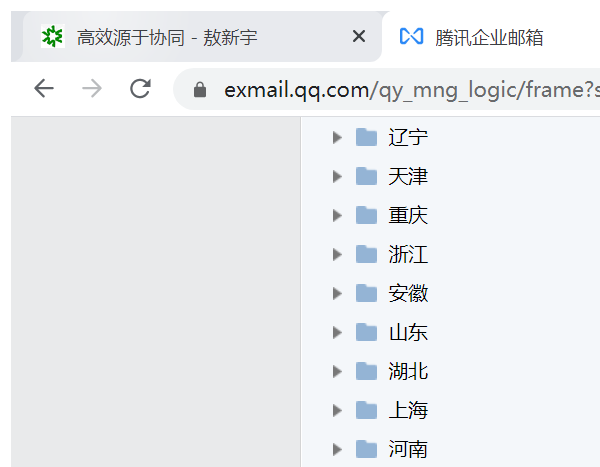 高效源于协同 - 敖新宇
腾讯企业邮箱
exmail.qq.com/qy_mng_logic/frame?s
辽宁
天津
重庆
浙江
安徽
山东
湖北
上海
河南